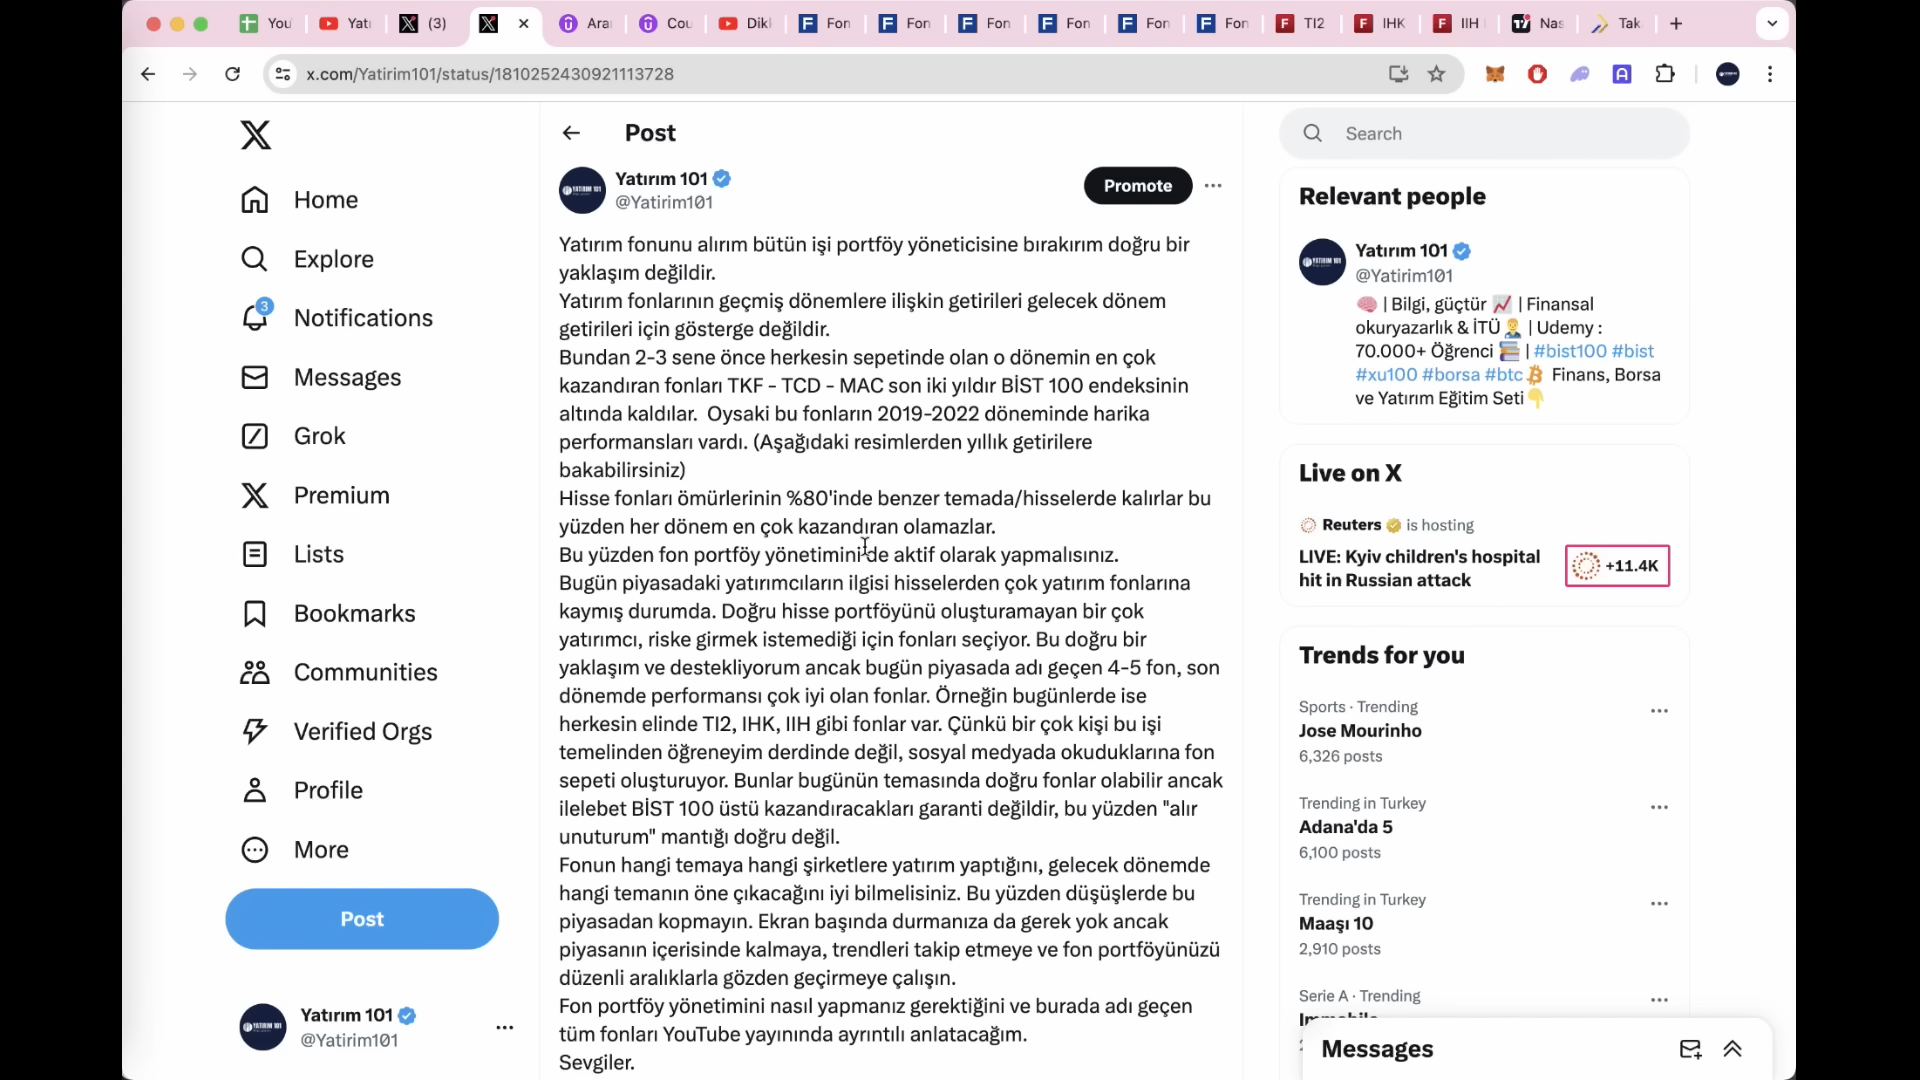 You
Yatı
(3)
Ara
Cou
Dikl
Fon
Fon
Fon
Fon
Fon
Fon
TI2
IHK
IIH
Nas
Tak
x.com/Yatirim101/status/1810252430921113728
Home
Explore
3
Notifications
Messages
Grok
Premium
Lists
Bookmarks
Communities
Verified Orgs
Profile
More
Post
Yatırım 101
@Yatirim101
Post
Yatırım 101
@Yatirim101
Promote
Yatırım fonunu alırım bütün işi portföy yöneticisine bırakırım doğru bir
yaklaşım değildir.
Yatırım fonlarının geçmiş dönemlere ilişkin getirileri gelecek dönem
getirileri için gösterge değildir.
Bundan 2-3 sene önce herkesin sepetinde olan o dönemin en çok
kazandıran fonları TKF - TCD - MAC son iki yıldır BİST 100 endeksinin
altında kaldılar. Oysaki bu fonların 2019-2022 döneminde harika
performansları vardı. (Aşağıdaki resimlerden yıllık getirilere
bakabilirsiniz)
Hisse fonları ömürlerinin %80'inde benzer temada/hisselerde kalırlar bu
yüzden her dönem en çok kazandıran olamazlar.
Bu yüzden fon portföy yönetimini de aktif olarak yapmalısınız.
Bugün piyasadaki yatırımcıların ilgisi hisselerden çok yatırım fonlarına
kaymış durumda. Doğru hisse portföyünü oluşturamayan bir çok
yatırımcı, riske girmek istemediği için fonları seçiyor. Bu doğru bir
yaklaşım ve destekliyorum ancak bugün piyasada adı geçen 4-5 fon, son
dönemde performansı çok iyi olan fonlar. Örneğin bugünlerde ise
herkesin elinde TI2, IHK, IIH gibi fonlar var. Çünkü bir çok kişi bu işi
temelinden öğreneyim derdinde değil, sosyal medyada okuduklarına fon
sepeti oluşturuyor. Bunlar bugünün temasında doğru fonlar olabilir ancak
ilelebet BİST 100 üstü kazandıracakları garanti değildir, bu yüzden "alır
unuturum" mantığı doğru değil.
Fonun hangi temaya hangi şirketlere yatırım yaptığını, gelecek dönemde
hangi temanın öne çıkacağını iyi bilmelisiniz. Bu yüzden düşüşlerde bu
piyasadan kopmayın. Ekran başında durmanıza da gerek yok ancak
piyasanın içerisinde kalmaya, trendleri takip etmeye ve fon portföyünüzü
düzenli aralıklarla gözden geçirmeye çalışın.
Fon portföy yönetimini nasıl yapmanız gerektiğini ve burada adı geçen
tüm fonları YouTube yayınında ayrıntılı anlatacağım.
Sevgiler.
Search
Relevant people
Yatırım 101
@Yatirim101
| Bilgi, güçtür | Finansal
okuryazarlık & İTÜ | Udemy :
70.000+ Öğrenci | #bist100 #bist
#xu100 #borsa #btc Finans, Borsa
ve Yatırım Eğitim Seti
Live on X
Reuters is hosting
LIVE: Kyiv children's hospital
hit in Russian attack
+11.4K
Trends for you
Sports · Trending
Jose Mourinho
6,326 posts
Trending in Turkey
Adana'da 5
6,100 posts
Trending in Turkey
Maaşı 10
2,910 posts
Serie A · Trending
Immobile
Messages